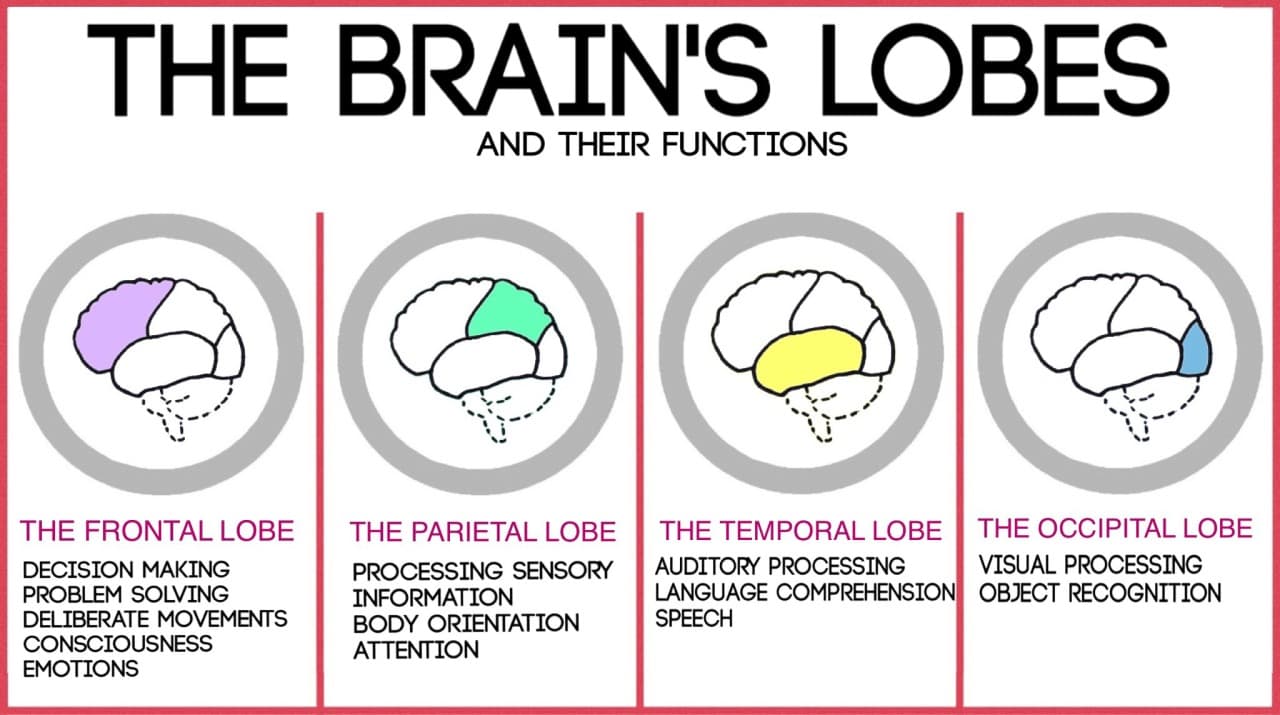 THE BRAIN'S LOBES
AND THEIR FUNCTIONS
THE FRONTAL LOBE
DECISION MAKING
PROBLEM SOLVING
DELIBERATE MOVEMENTS
CONSCIOUSNESS
EMOTIONS
THE PARIETAL LOBE
PROCESSING SENSORY
INFORMATION
BODY ORIENTATION
ATTENTION
THE TEMPORAL LOBE
AUDITORY PROCESSING
LANGUAGE COMPREHENSION
SPEECH
THE OCCIPITAL LOBE
VISUAL PROCESSING
OBJECT RECOGNITION